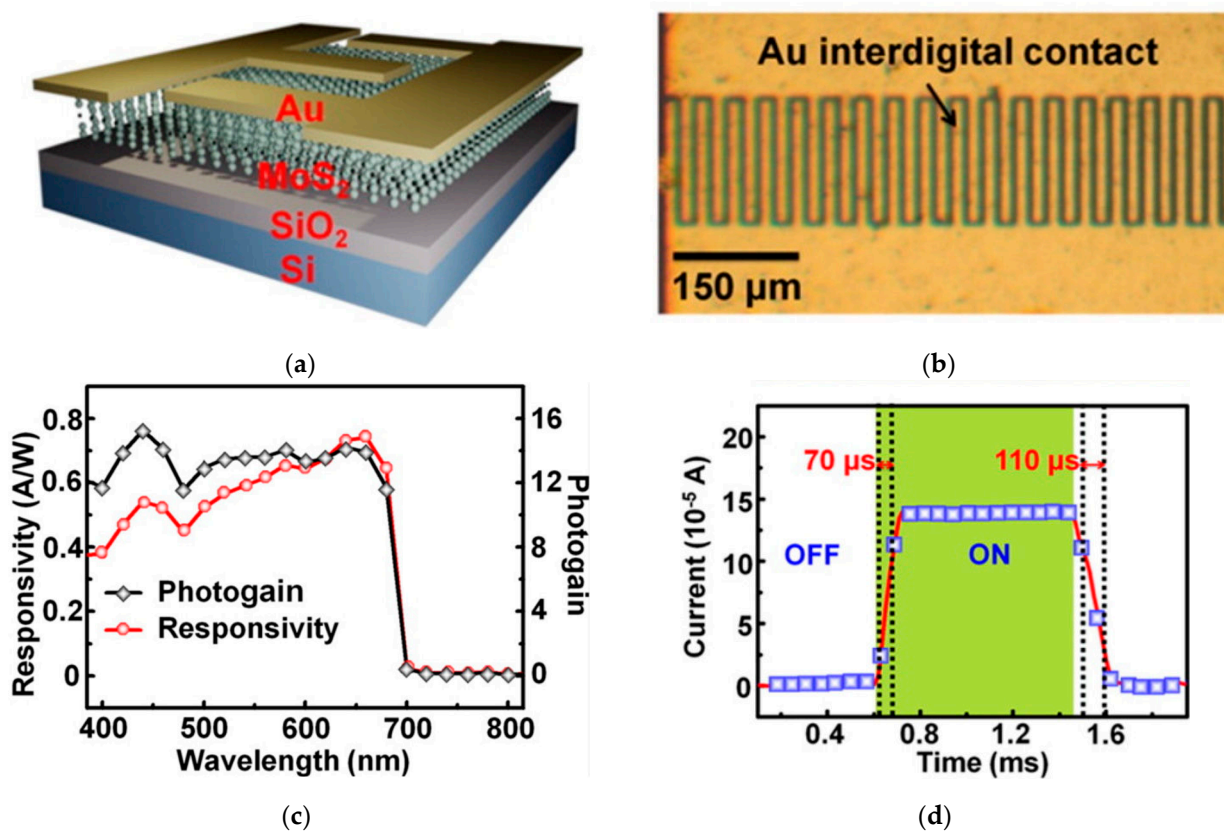 Au
MoS₂
SiO₂
Si
(a)
Au interdigital contact
150 μm
(b)
0.8
0.6
0.4
0.2
0
Responsivity (A/W)
16
12
8
4
0
Photogain
Photogain
Responsivity
400 500 600 700 800
Wavelength (nm)
(c)
20
15
10
5
0
Current (10⁻⁵ A)
70 μs
110 μs
OFF
ON
0.4 0.8 1.2 1.6
Time (ms)
(d)